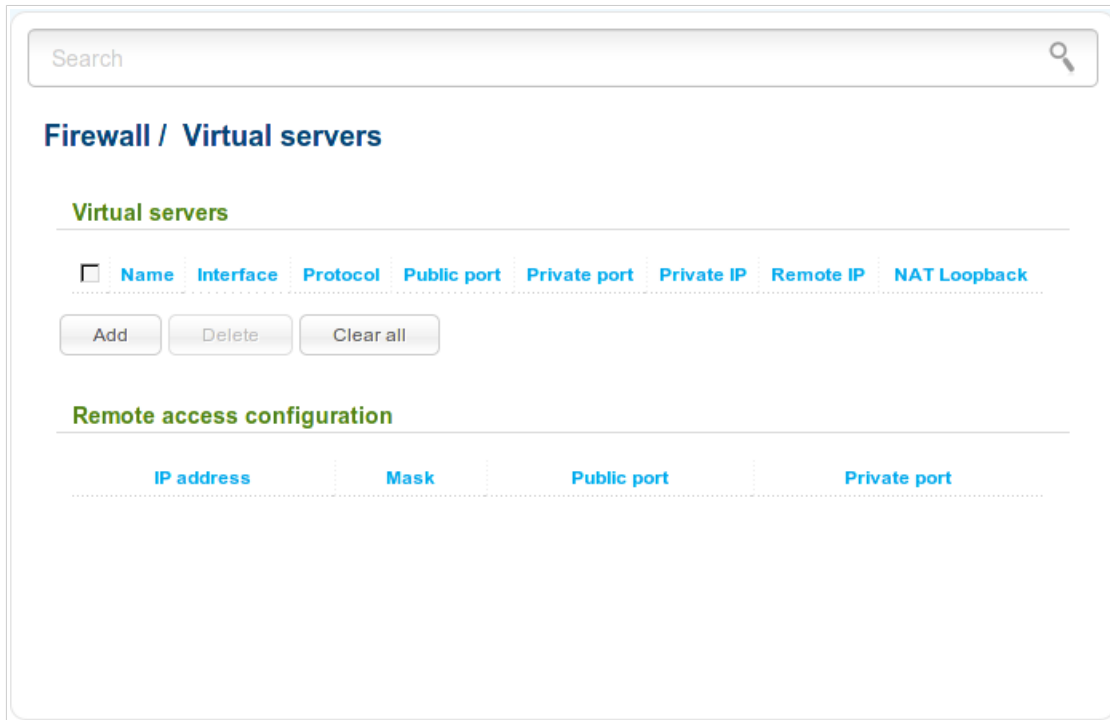 Search
Firewall /  Virtual servers
Virtual servers
Name Interface Protocol Public port Private port Private IP Remote IP NAT Loopback
Add Delete Clear all
Remote access configuration
IP address Mask Public port Private port